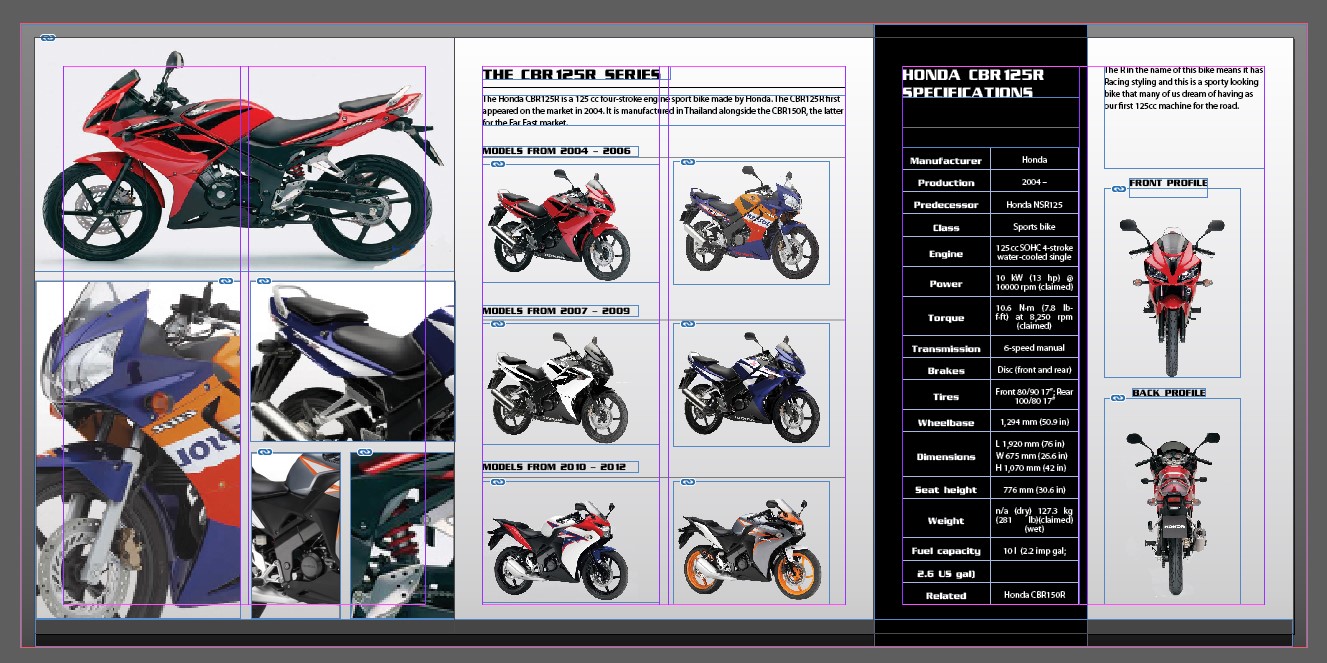 THE CBR125R SERIES
The Honda CBR125R is a 125 cc four-stroke engine sport bike made by Honda. The CBR125R first
appeared on the market in 2004. It is manufactured in Thailand alongside the CBR150R, the latter
for the Far East market.
MODELS FROM 2004 - 2006
MODELS FROM 2007 - 2009
MODELS FROM 2010 - 2012
HONDA CBR125R
SPECIFICATIONS
Manufacturer Honda
Production 2004 –
Predecessor Honda NSR125
Class Sports bike
Engine 125 cc SOHC 4-stroke
water-cooled single
Power 10 kW (13 hp) @
10000 rpm (claimed)
Torque 10.6 N·m (7.8 lb-
f·ft) at 8,250 rpm
(claimed)
Transmission 6-speed manual
Brakes Disc (front and rear)
Tires Front 80/90 17"; Rear
100/80 17"
Wheelbase 1,294 mm (50.9 in)
Dimensions L 1,920 mm (76 in)
W 675 mm (26.6 in)
H 1,070 mm (42 in)
Seat height 776 mm (30.6 in)
Weight n/a (dry) 127.3 kg
(281 lb)(claimed)
(wet)
Fuel capacity 10 l (2.2 imp gal;
2.6 US gal)
Related Honda CBR150R
The R in the name of this bike means it has
Racing styling and this is a sporty looking
bike that many of us dream of having as
our first 125cc machine for the road.
FRONT PROFILE
BACK PROFILE
HONDA